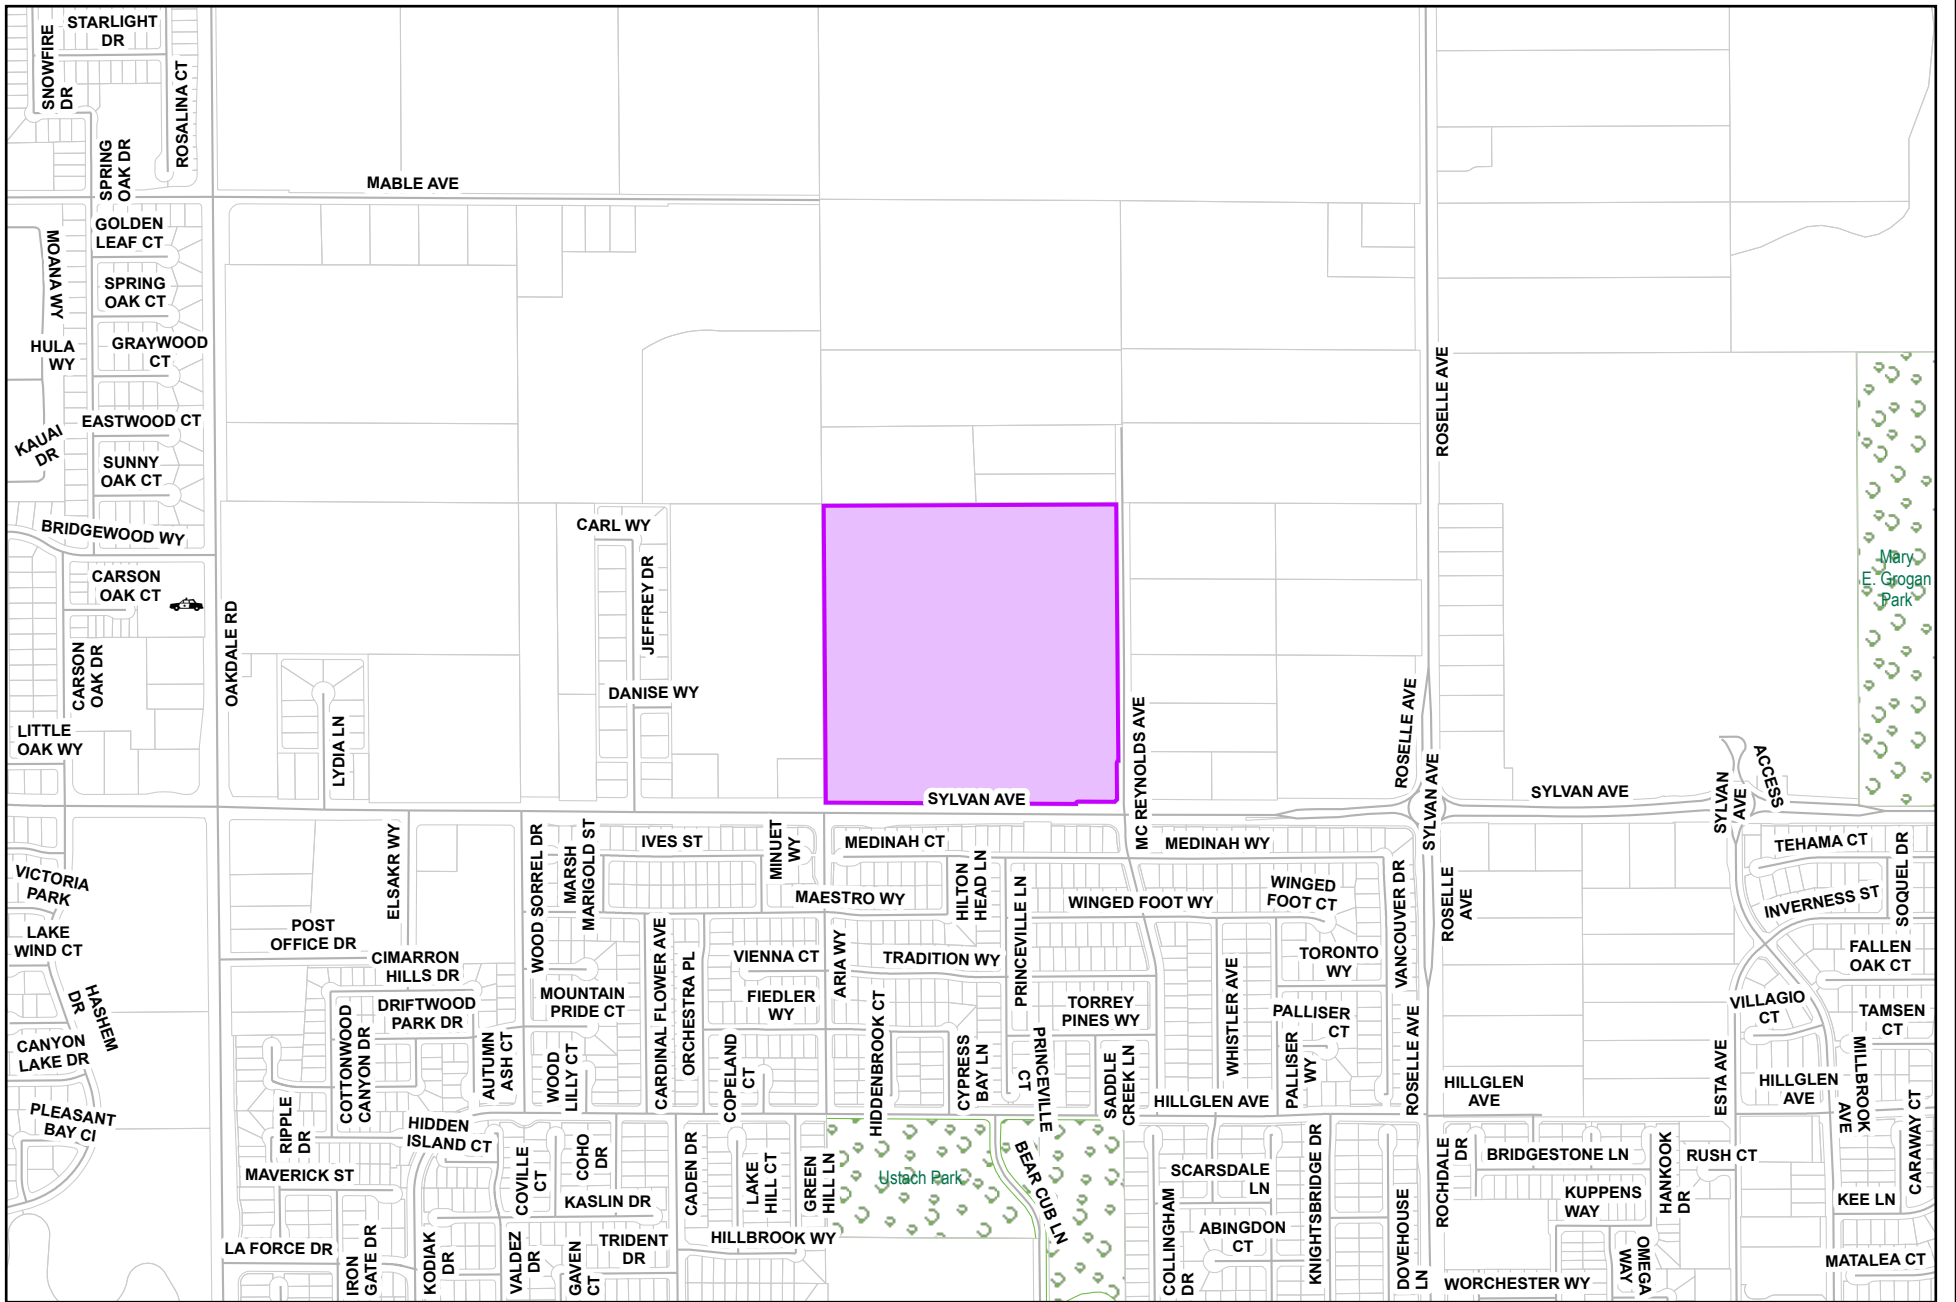 STARLIGHT
DR
SNOWFIRE
DR
ROSALINA CT
SPRING
OAK DR
MABLE AVE
GOLDEN
LEAF CT
MOANA WY
SPRING
OAK CT
HULA
WY
GRAYWOOD
CT
ROSELLE AVE
EASTWOOD CT
KAUAI
DR
SUNNY
OAK CT
BRIDGEWOOD WY
CARL WY
CARSON
OAK CT
JEFFREY DR
Mary
E. Grogan
Park
OAKDALE RD
CARSON
OAK DR
DANISE WY
LITTLE
OAK WY
LYDIA LN
MC REYNOLDS AVE
ROSELLE AVE
SYLVAN AVE
SYLVAN AVE
SYLVAN AVE
SYLVAN
AVE
ACCESS
ELSAKR WY
WOOD SORREL DR
MARSH
MARIGOLD ST
IVES ST
MINUET
WY
MEDINAH CT
MEDINAH WY
TEHAMA CT
SOQUEL DR
VICTORIA
PARK
MAESTRO WY
HILTON
HEAD LN
PRINCEVILLE LN
WINGED FOOT WY
WINGED
FOOT CT
VANCOUVER DR
ROSELLE
AVE
INVERNESS ST
LAKE
WIND CT
POST
OFFICE DR
CIMARRON
HILLS DR
CARDINAL FLOWER AVE
ORCHESTRA PL
VIENNA CT
ARIA WY
TRADITION WY
WHISTLER AVE
TORONTO
WY
FALLEN
OAK CT
HASHEM
DR
DRIFTWOOD
PARK DR
MOUNTAIN
PRIDE CT
FIEDLER
WY
TORREY
PINES WY
PALLISER
CT
VILLAGIO
CT
TAMSEN
CT
CANYON
LAKE DR
COTTONWOOD
CANYON DR
AUTUMN
ASH CT
WOOD
LILLY CT
COPELAND
CT
HIDDENBROOK CT
CYPRESS
BAY LN
PRINCEVILLE
CT
SADDLE
CREEK LN
HILLGLEN AVE
PALLISER
WY
ROSELLE AVE
HILLGLEN
AVE
ESTA AVE
HILLGLEN
AVE
MILLBROOK
AVE
CARAWAY CT
PLEASANT
BAY CI
RIPPLE
DR
HIDDEN
ISLAND CT
MAVERICK ST
COVILLE
CT
COHO
DR
CADEN DR
LAKE
HILL CT
GREEN
HILL LN
Ustach Park
BEAR CUB LN
SCARSDALE
LN
KNIGHTSBRIDGE DR
ROCHDALE
DR
BRIDGESTONE LN
HANKOOK
DR
RUSH CT
KASLIN DR
KUPPENS
WAY
KEE LN
LA FORCE DR
IRON
GATE DR
KODIAK
DR
VALDEZ
DR
GAVEN
CT
TRIDENT
DR
HILLBROOK WY
COLLINGHAM
DR
ABINGDON
CT
DOVEHOUSE
LN
WORCHESTER WY
OMEGA
WAY
MATALEA CT